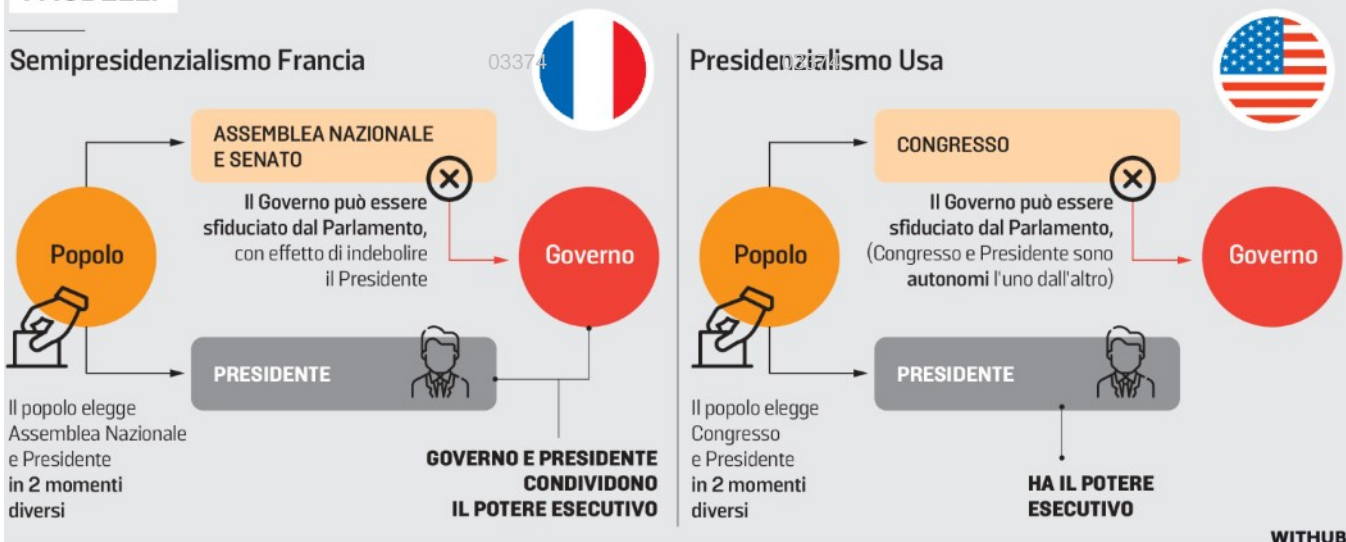 Semipresidenzialismo Francia
03374
ASSEMBLEA NAZIONALE
E SENATO
Il Governo può essere
sfiduciato dal Parlamento,
con effetto di indebolire
il Presidente
Popolo
Governo
PRESIDENTE
Il popolo elegge
Assemblea Nazionale
e Presidente
in 2 momenti
diversi
GOVERNO E PRESIDENTE
CONDIVIDONO
IL POTERE ESECUTIVO
Presidenzialismo Usa
CONGRESSO
Il Governo può essere
sfiduciato dal Parlamento,
(Congresso e Presidente sono
autonomi l'uno dall'altro)
Popolo
Governo
PRESIDENTE
Il popolo elegge
Congresso
e Presidente
in 2 momenti
diversi
HA IL POTERE
ESECUTIVO
WITHUB